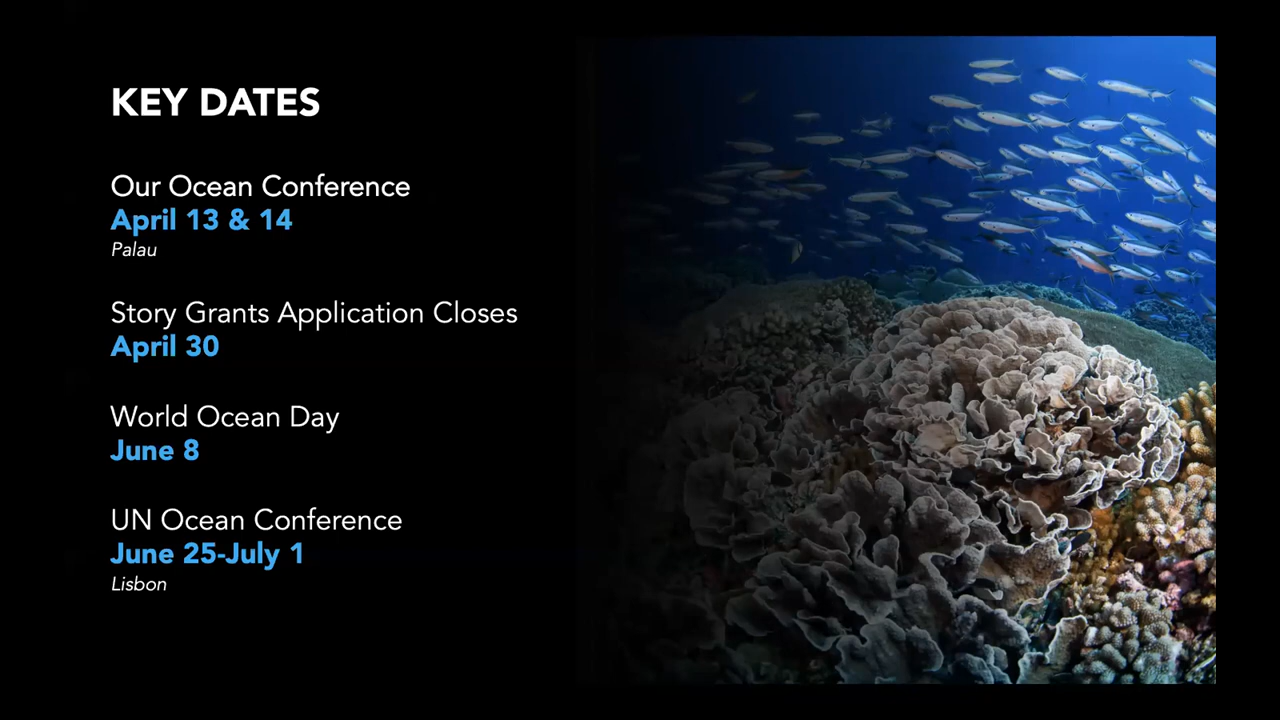 KEY DATES
Our Ocean Conference
April 13 & 14
Palau
Story Grants Application Closes
April 30
World Ocean Day
June 8
UN Ocean Conference
June 25-July 1
Lisbon